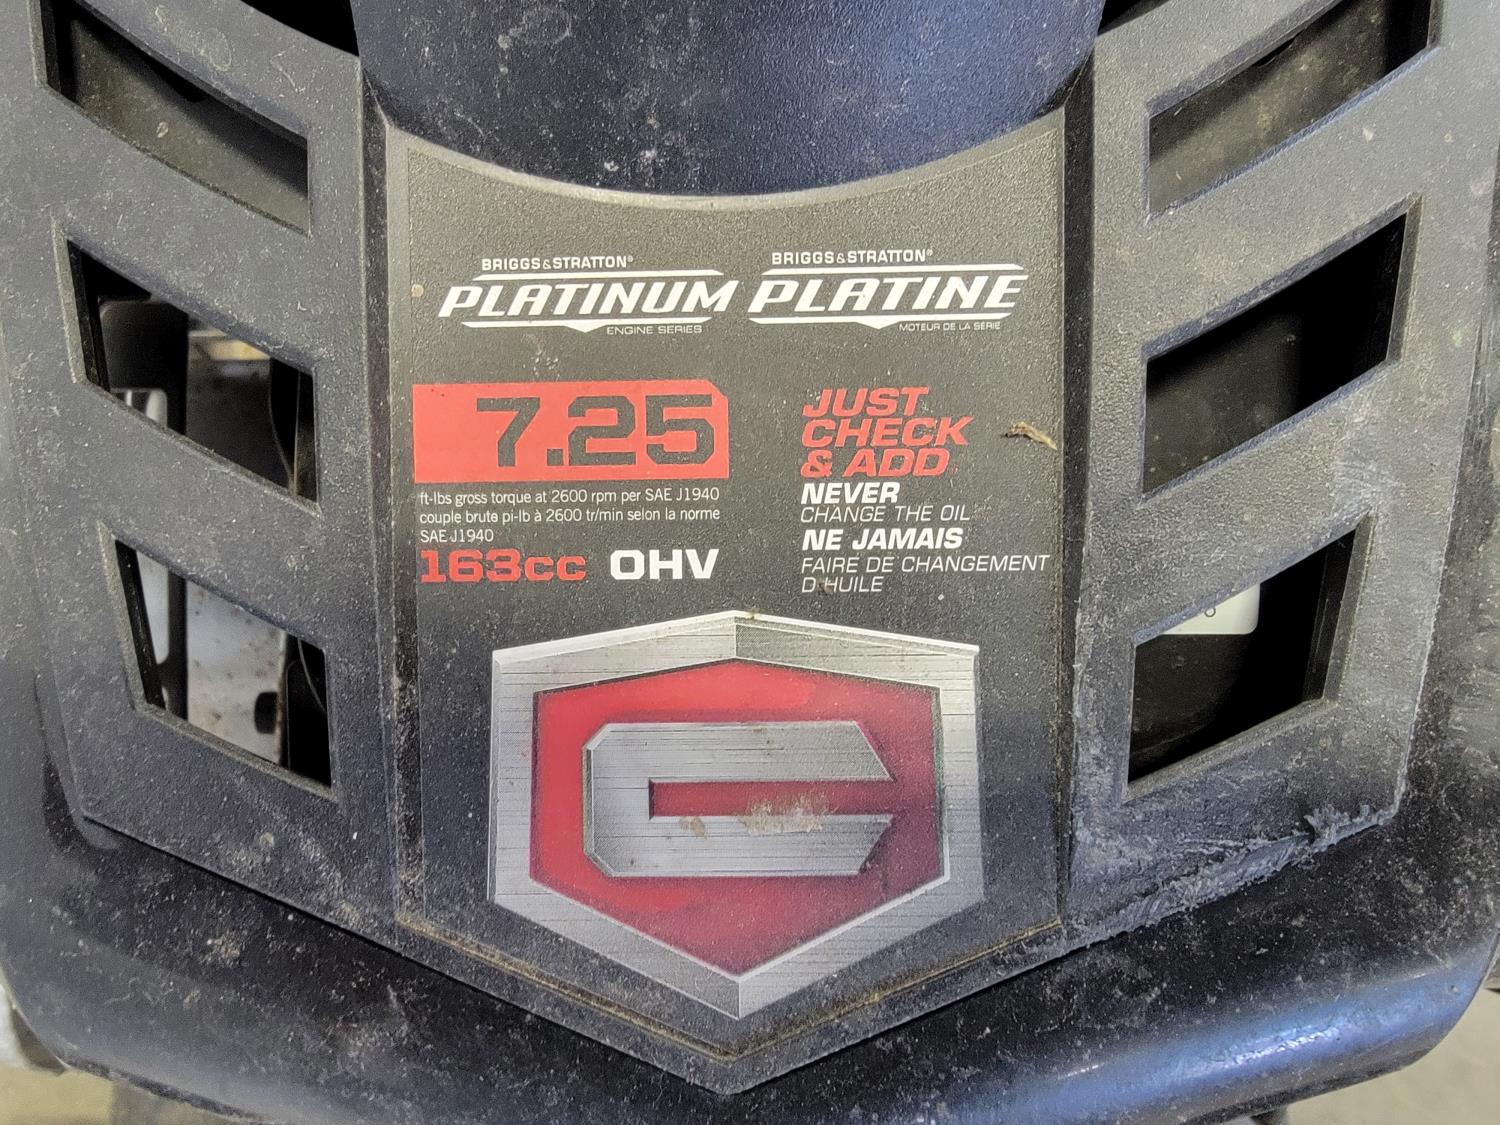 BRIGGS & STRATTON®
PLATINUM
ENGINE SERIES
BRIGGS & STRATTON®
PLATINE
MOTEUR DE LA SÉRIE
7.25
ft-lbs gross torque at 2600 rpm per SAE J1940
couple brute pi-lb à 2600 tr/min selon la norme
SAE J1940
163cc OHV
JUST
CHECK
& ADD
NEVER
CHANGE THE OIL
NE JAMAIS
FAIRE DE CHANGEMENT
D'HUILE
C